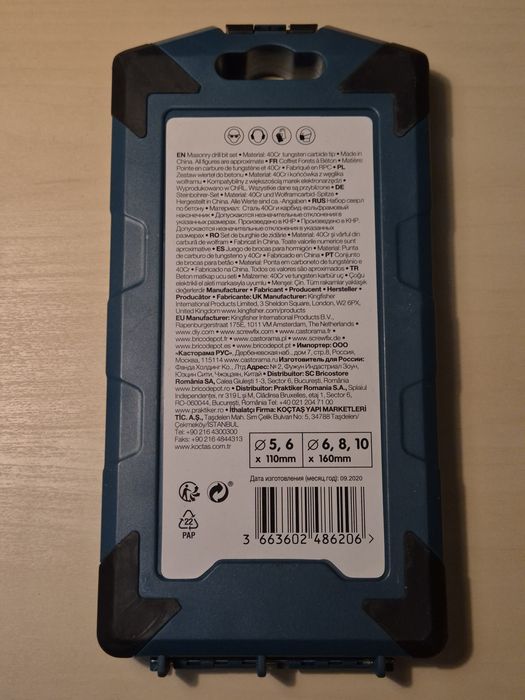 EN Masonry drill bit set • Material: 40Cr tungsten carbide tip • Made in
China. All figures are approximate • FR Coffret Forets à Béton • Matière:
Pointe en carbure de tungstène et 40Cr • Fabriqué en RPC • PL
Zestaw wierteł do betonu • Materiał: 40Cr i końcówka z węglika
wolframu • Kompatybilny z większością marek elektronarzędzi •
Wyprodukowano w ChRL. Wszystkie dane są przybliżone • DE
Steinbohrer-Set • Material: 40Cr und Wolframcarbid-Spitze •
Hergestellt in China. Alle Werte sind ca.-Angaben • RUS Набор сверл
по бетону • Материал: Сталь 40Cr и карбид-вольфрамовый
наконечник • Допускаются незначительные отклонения в
указанных размерах. Произведено в КНР • Произведено в КНР.
Допускаются незначительные отклонения в указанных
размерах • RO Set de burghie de zidărie • Material: 40Cr și vârful din
carbură de wolfram • Fabricat în China. Toate valorile numerice sunt
aproximative • ES Juego de brocas para hormigón • Material: Punta
de carburo de tungsteno y 40Cr • Fabricado en China • PT Conjunto
de brocas para betão • Material: Ponta em carboneto de tungsténio e
40Cr • Fabricado na China. Todos os valores são aproximados • TR
Beton matkap ucu seti • Malzeme: 40Cr ve tungsten karbür uç • Çoğu
elektrikli el aleti markasıyla uyumlu • Menşei: Çin. Tüm rakamlar yaklaşık
değerlerdir Manufacturer • Fabricant • Producent • Hersteller •
Producător • Fabricante: UK Manufacturer: Kingfisher
International Products Limited, 3 Sheldon Square, London, W2 6PX,
United Kingdom www.kingfisher.com/products
EU Manufacturer: Kingfisher International Products B.V.,
Rapenburgerstraat 175E, 1011 VM Amsterdam, The Netherlands •
www.diy.com • www.screwfix.com • www.screwfix.de •
www.bricodepot.fr • www.castorama.fr • www.castorama.pl •
www.bricodepot.es • www.bricodepot.pt • Импортер: ООО
«Касторама РУС», Дербеневская наб., дом 7, стр.8, Россия,
Москва, 115114 www.castorama.ru Изготовитель для России:
Фанда Холдинг Груп., Лтд Адрес: № 2, Фужун Индастриал Зоун,
Юэцин Сити, Чжецзян, Китай • Distribuitor: SC Bricostore
România SA, Calea Giulești 1-3, Sector 6, București, România
www.bricodepot.ro • Distribuitor: Praktiker Romania S.A., Splaiul
Independenței, nr 319L și M, Clădirea Bruxelles, etaj 1, Sector 6,
RO-060044, București, România Tel: +40 021 204 71 00
www.praktiker.ro • İthalatçı Firma: KOÇTAŞ YAPI MARKETLERİ
TİC. A.Ş., Taşdelen Mah. Sırrı Çelik Bulvarı No: 5, 34788 Taşdelen/
Çekmeköy/İSTANBUL
Tel: +90 216 4300300
Faks: +90 216 4844313
www.koctas.com.tr
⌀ 5, 6
x 110mm
⌀ 6, 8, 10
x 160mm
Дата изготовления (месяц.год): 09.2020
22
PAP
3 663602 486206 >